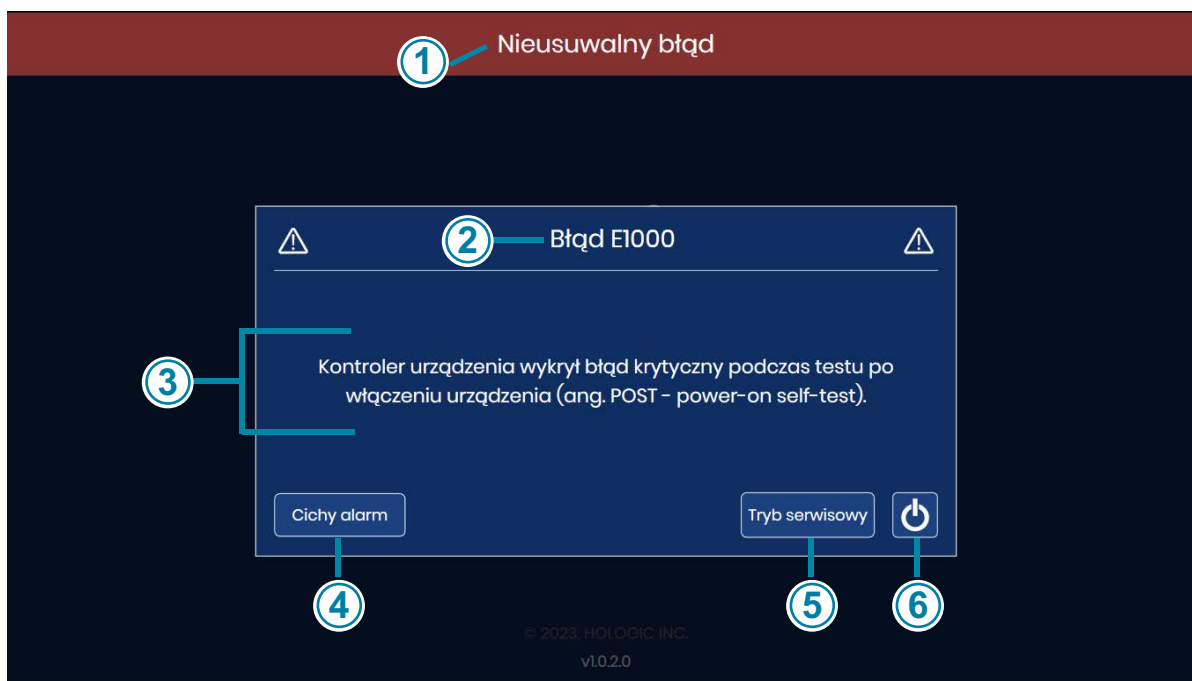 Nieusuwalny błąd
1
2
Błąd E1000
3
Kontroler urządzenia wykrył błąd krytyczny podczas testu po
włączeniu urządzenia (ang. POST - power-on self-test).
Cichy alarm
Tryb serwisowy
4
5
6
© 2023, HOLOGIC INC.
v1.0.2.0